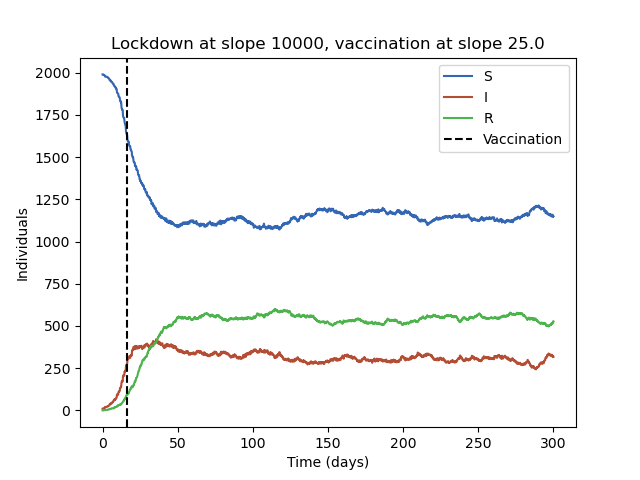 Lockdown at slope 10000, vaccination at slope 25.0
2000
1750
1500
1250
1000
750
500
250
0
Individuals
S
I
R
Vaccination
0 50 100 150 200 250 300
Time (days)